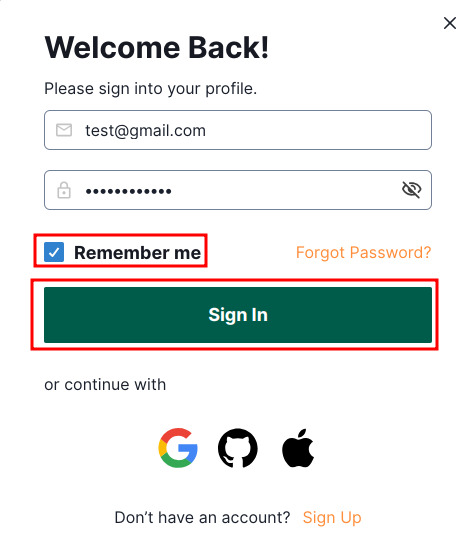 Welcome Back!
Please sign into your profile.
test@gmail.com
••••••••••••
Remember me
Forgot Password?
Sign In
or continue with
Don’t have an account? Sign Up